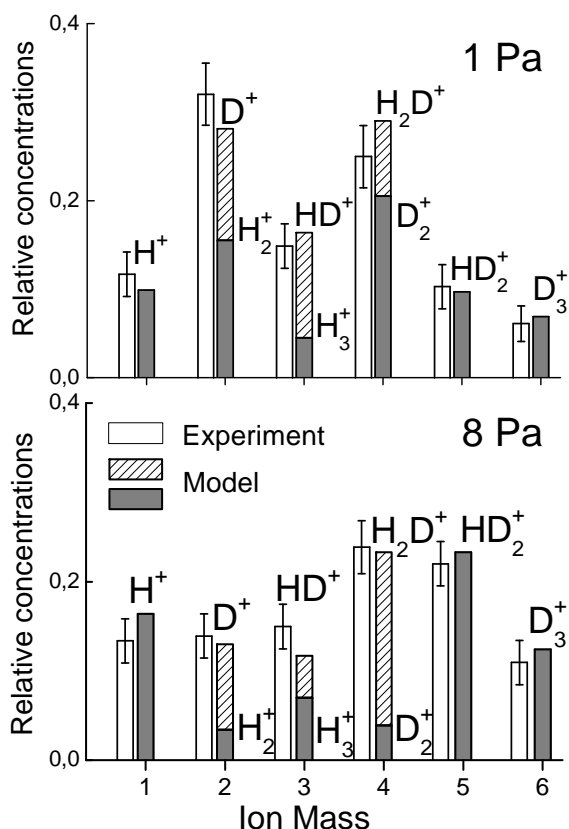 Relative concentrations
0,4
0,2
0,0
1 Pa
H⁺
D⁺
H₂⁺
HD⁺
H₃⁺
H₂D⁺
D₂⁺
HD₂⁺
D₃⁺
Relative concentrations
0,4
0,2
0,0
8 Pa
Experiment
Model
H⁺
D⁺
H₂⁺
HD⁺
H₃⁺
H₂D⁺
D₂⁺
HD₂⁺
D₃⁺
1 2 3 4 5 6
Ion Mass